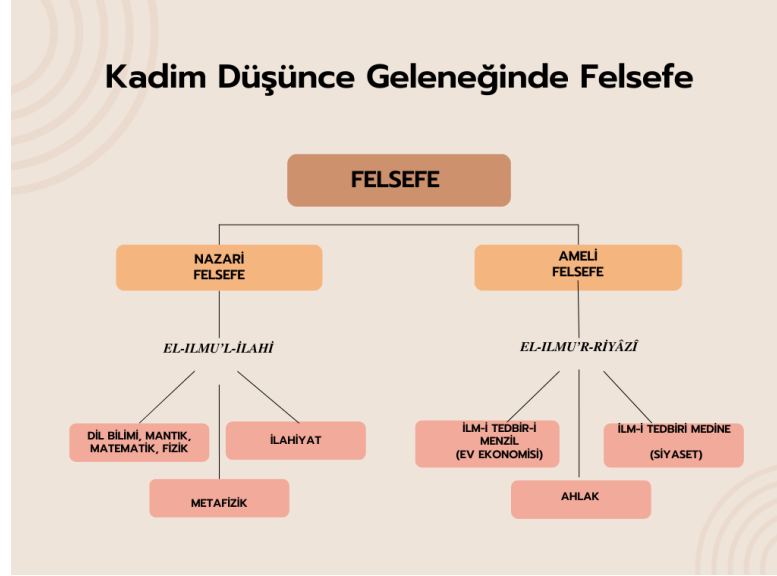 Kadim Düşünce Geleneğinde Felsefe
FELSEFE
NAZARİ
FELSEFE
AMELİ
FELSEFE
EL-ILMU'L-İLAHİ
EL-ILMU'R-RİYÂZÎ
DİL BİLİMİ, MANTIK,
MATEMATİK, FİZİK
İLAHİYAT
METAFİZİK
İLM-İ TEDBİR-İ
MENZİL
(EV EKONOMİSİ)
İLM-İ TEDBİRİ MEDİNE
(SİYASET)
AHLAK